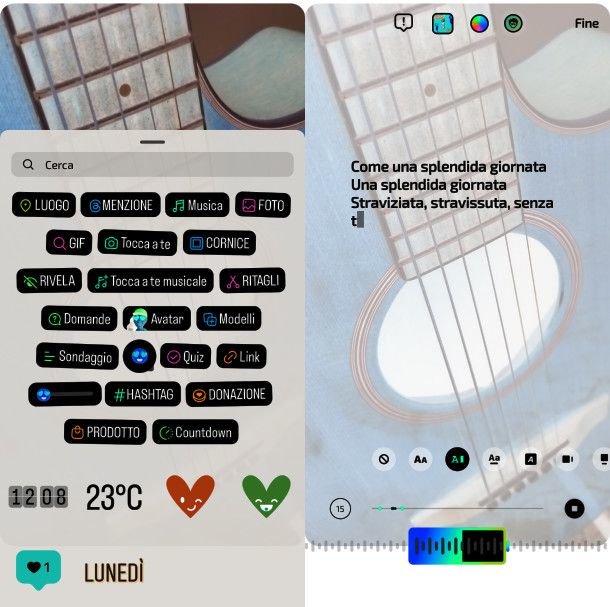 Cerca
LUOGO
MENZIONE
Musica
FOTO
GIF
Tocca a te
CORNICE
RIVELA
Tocca a te musicale
RITAGLI
Domande
Avatar
Modelli
Sondaggio
Quiz
Link
#HASHTAG
DONAZIONE
PRODOTTO
Countdown
12 08
23°C
1
LUNEDÌ
Fine
Come una splendida giornata
Una splendida giornata
Straviziata, stravissuta, senza
t
AA
A
Aa
A
15